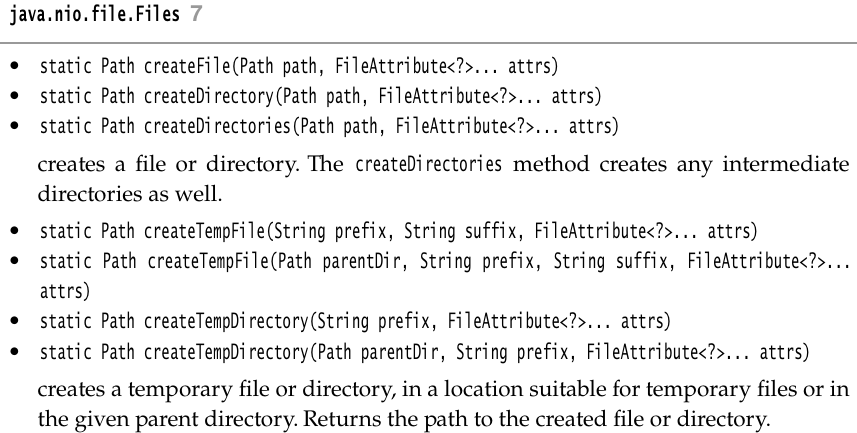 java.nio.file.Files 7
• static Path createFile(Path path, FileAttribute<?>... attrs)
• static Path createDirectory(Path path, FileAttribute<?>... attrs)
• static Path createDirectories(Path path, FileAttribute<?>... attrs)
creates a file or directory. The createDirectories method creates any intermediate
directories as well.
• static Path createTempFile(String prefix, String suffix, FileAttribute<?>... attrs)
• static Path createTempFile(Path parentDir, String prefix, String suffix, FileAttribute<?>...
attrs)
• static Path createTempDirectory(String prefix, FileAttribute<?>... attrs)
• static Path createTempDirectory(Path parentDir, String prefix, FileAttribute<?>... attrs)
creates a temporary file or directory, in a location suitable for temporary files or in
the given parent directory. Returns the path to the created file or directory.